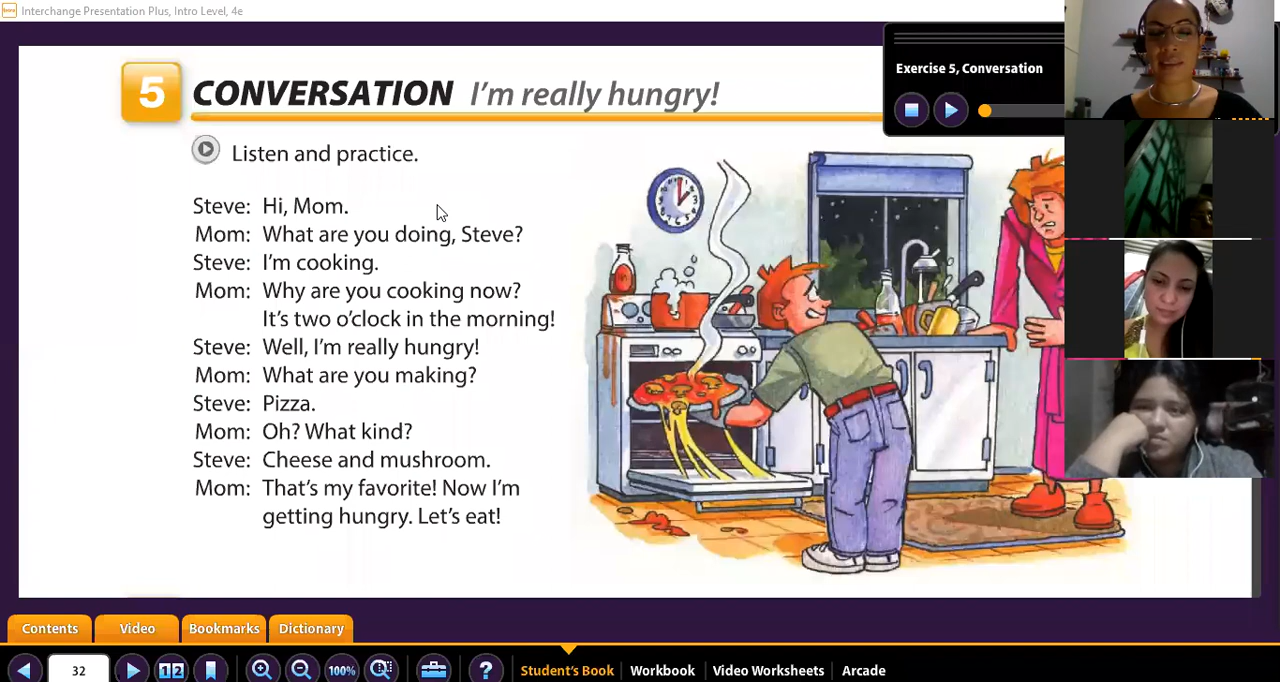 Interchange Presentation Plus, Intro Level, 4e
5 CONVERSATION I'm really hungry!
Exercise 5, Conversation
Listen and practice.
Steve: Hi, Mom.
Mom: What are you doing, Steve?
Steve: I'm cooking.
Mom: Why are you cooking now?
It's two o'clock in the morning!
Steve: Well, I'm really hungry!
Mom: What are you making?
Steve: Pizza.
Mom: Oh? What kind?
Steve: Cheese and mushroom.
Mom: That's my favorite! Now I'm
getting hungry. Let's eat!
Contents Video Bookmarks Dictionary
32 12 100% ? Student's Book Workbook Video Worksheets Arcade